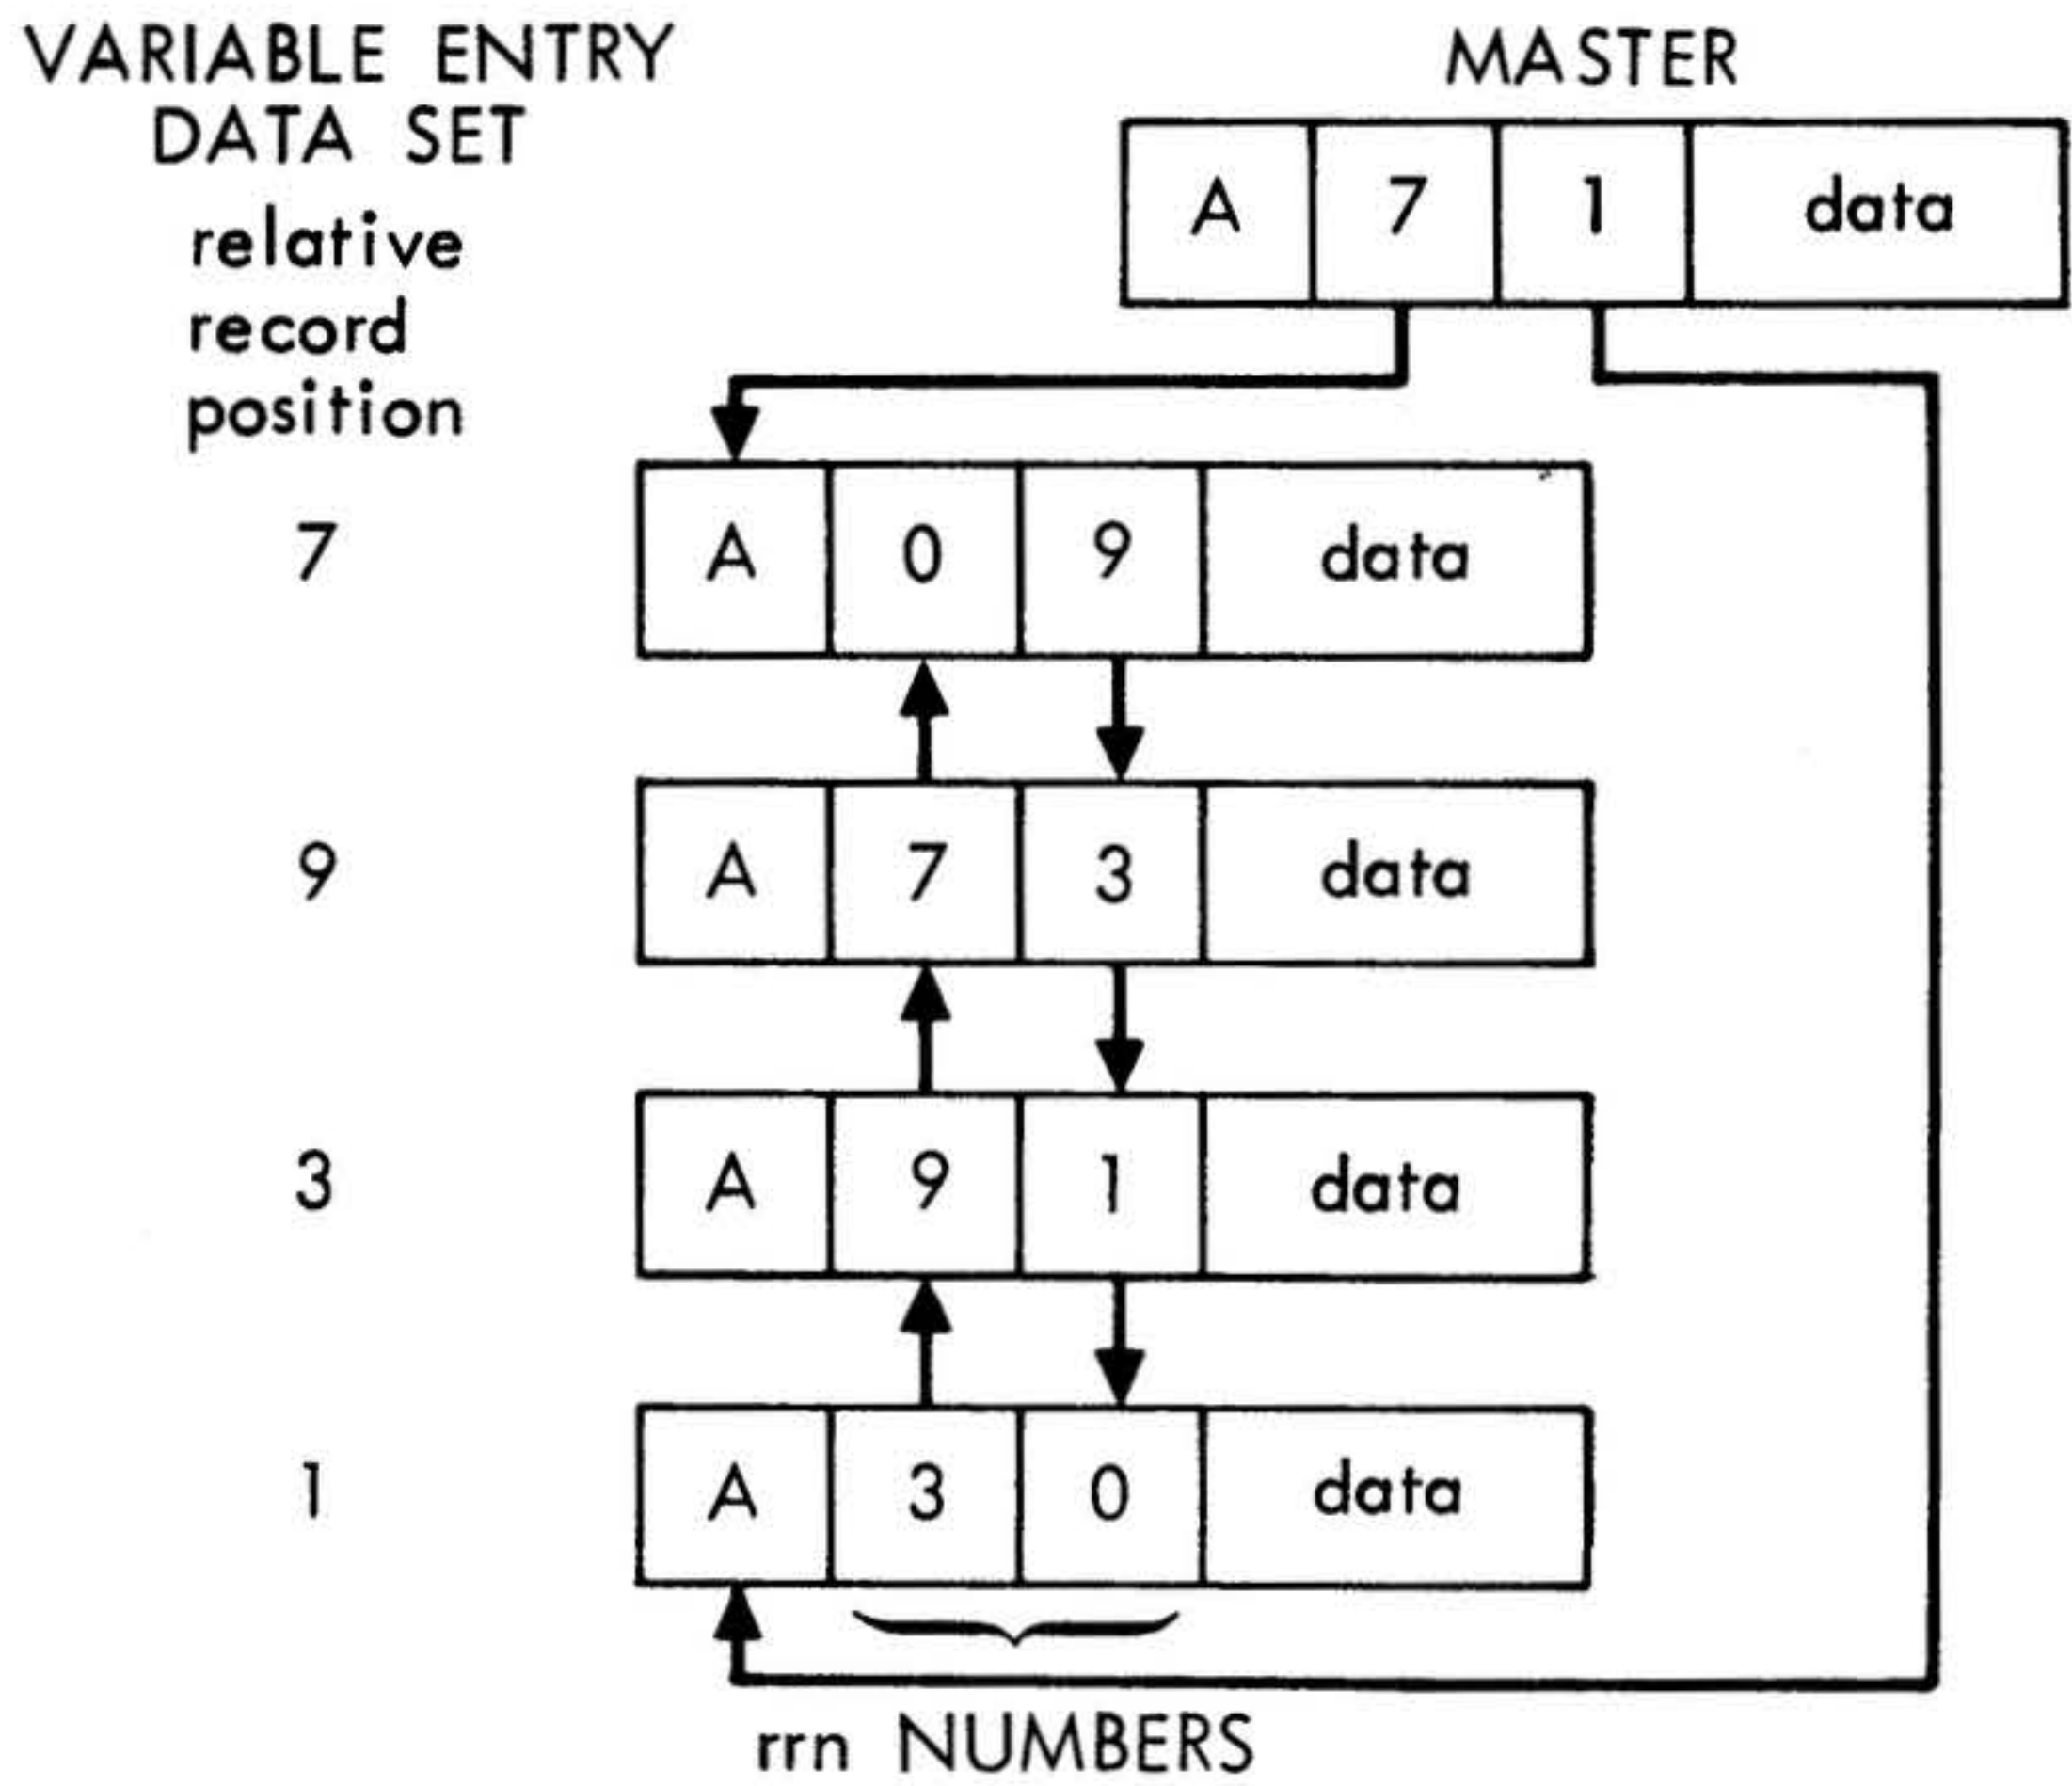 VARIABLE ENTRY
DATA SET
relative
record
position
MASTER
A 7 1 data
7 A 0 9 data
9 A 7 3 data
3 A 9 1 data
1 A 3 0 data
rrn NUMBERS